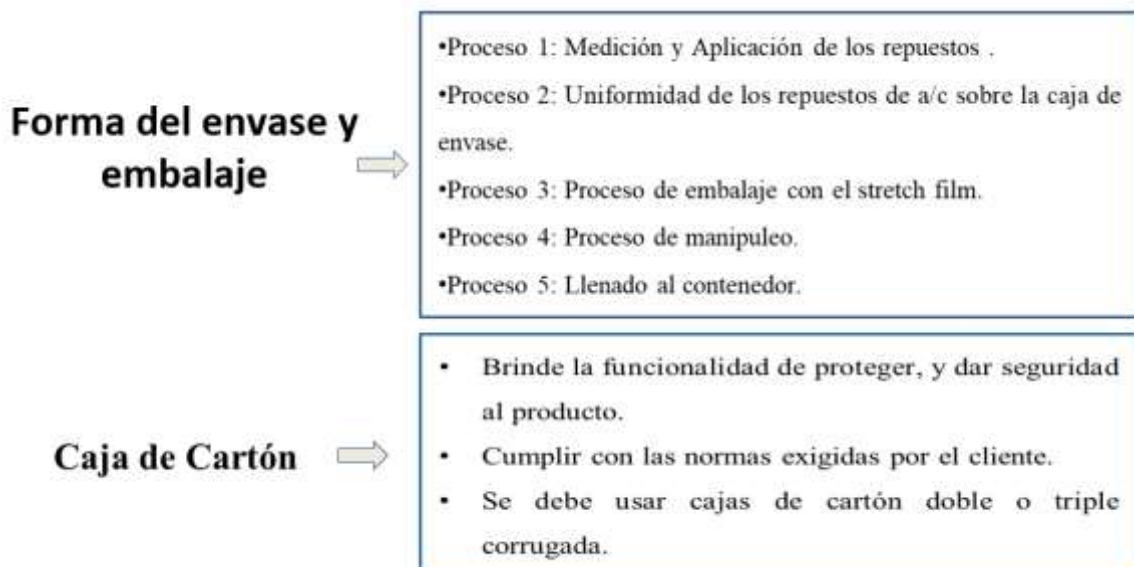 Forma del envase y
embalaje
•Proceso 1: Medición y Aplicación de los repuestos .
•Proceso 2: Uniformidad de los repuestos de a/c sobre la caja de
envase.
•Proceso 3: Proceso de embalaje con el stretch film.
•Proceso 4: Proceso de manipuleo.
•Proceso 5: Llenado al contenedor.
Caja de Cartón
• Brinde la funcionalidad de proteger, y dar seguridad
al producto.
• Cumplir con las normas exigidas por el cliente.
• Se debe usar cajas de cartón doble o triple
corrugada.